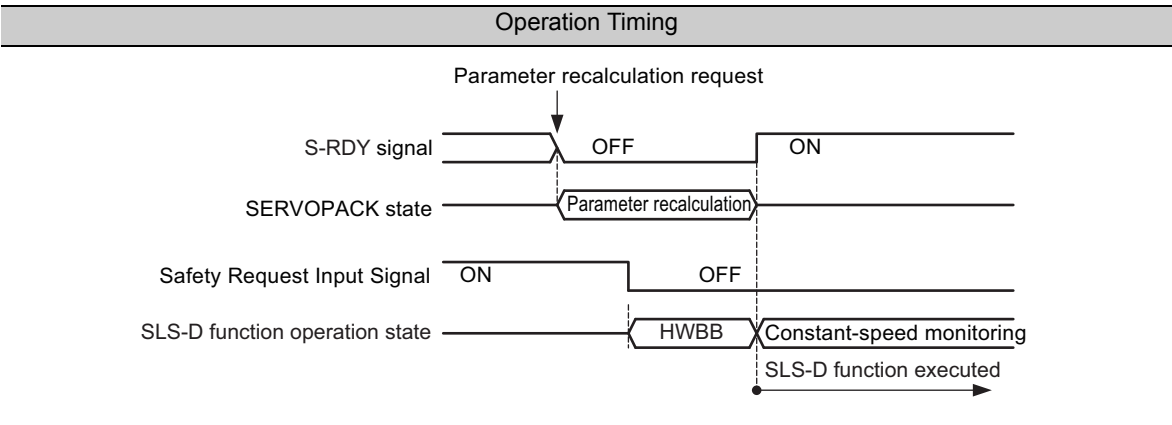 Operation Timing
Parameter recalculation request
S-RDY signal OFF ON
SERVOPACK state Parameter recalculation
Safety Request Input Signal ON OFF
SLS-D function operation state HWBB Constant-speed monitoring
SLS-D function executed